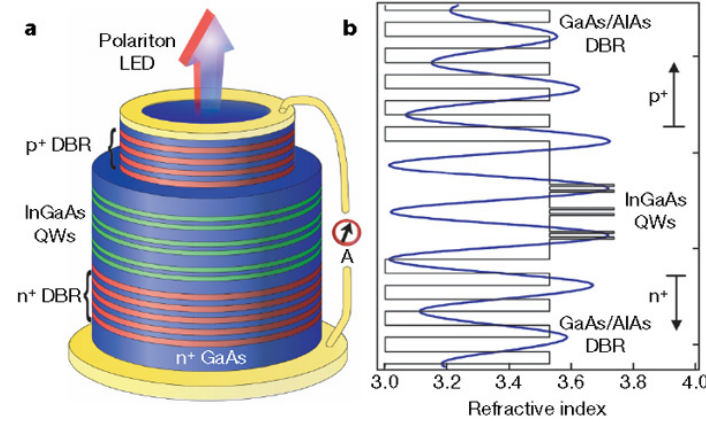 a
Polariton
LED
p⁺ DBR
InGaAs
QWs
n⁺ DBR
n⁺ GaAs
A
b
GaAs/AlAs
DBR
p⁺
InGaAs
QWs
n⁺
GaAs/AlAs
DBR
3.0 3.2 3.4 3.6 3.8 4.0
Refractive index